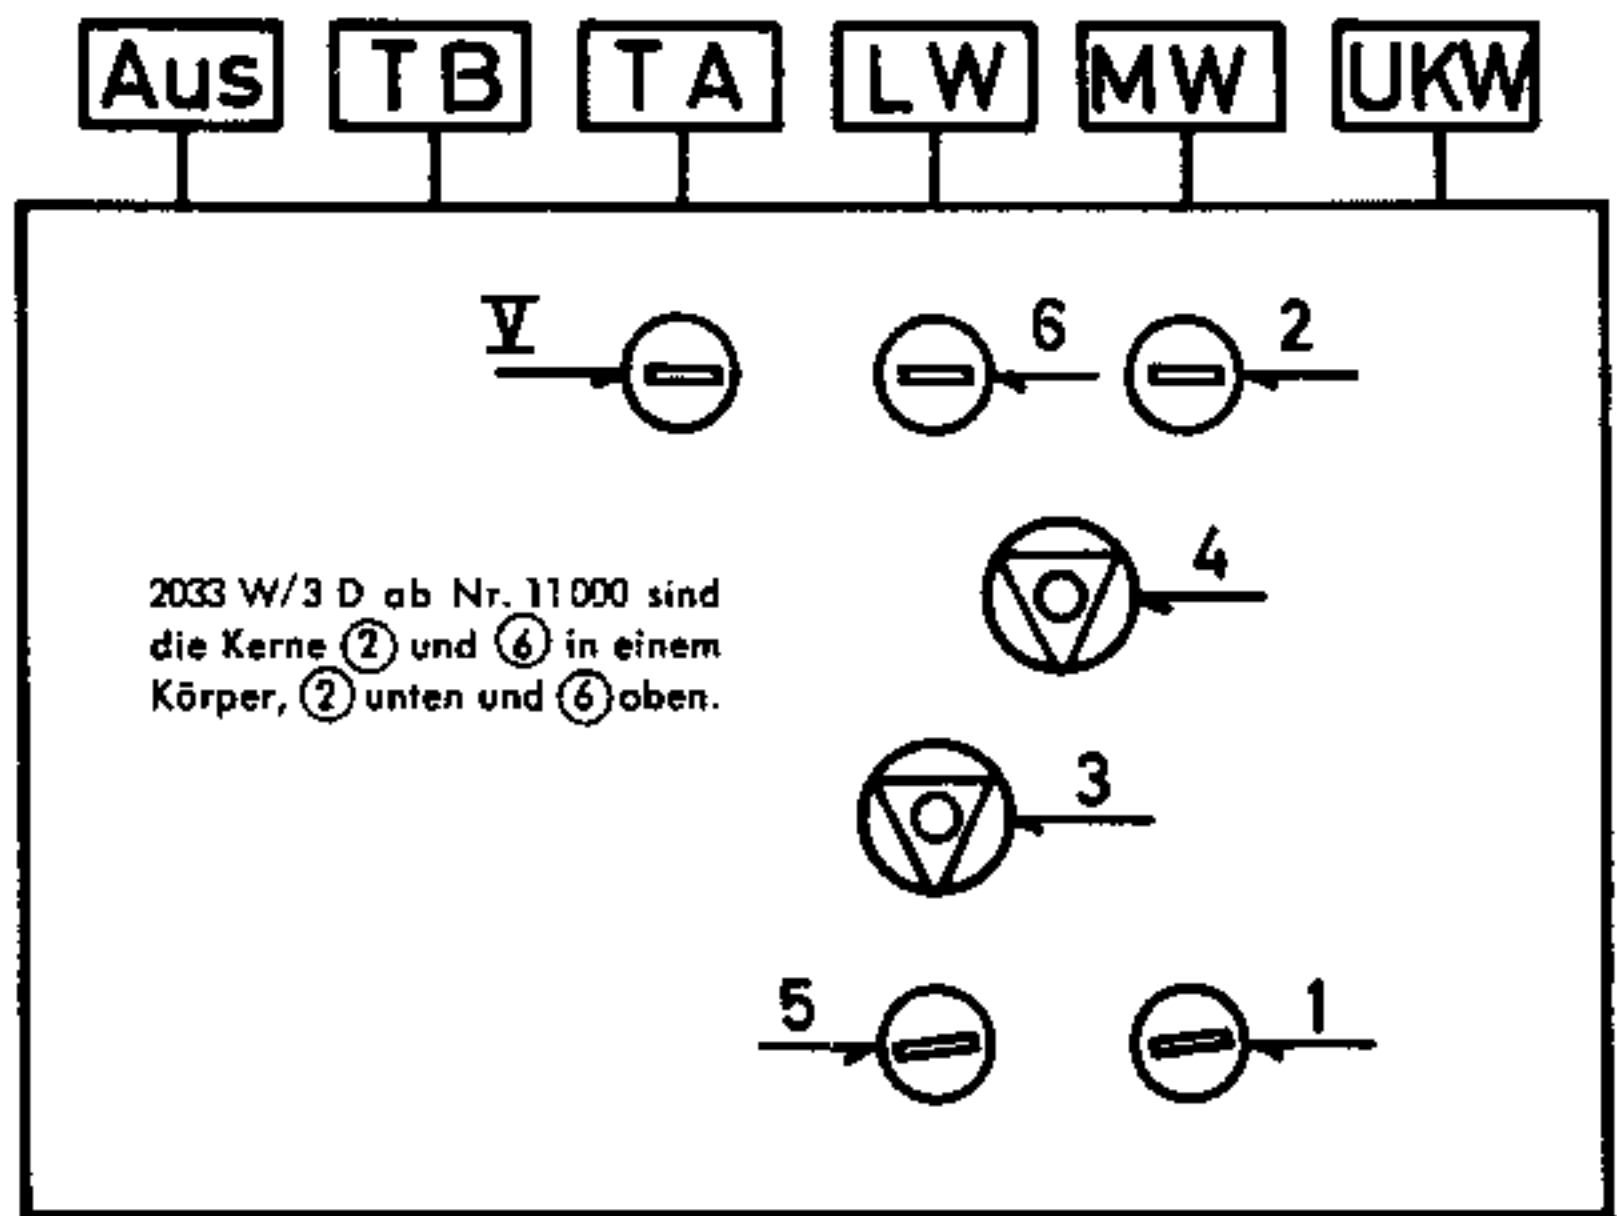 Aus TB TA LW MW UKW
V 6 2
4
2033 W/3 D ab Nr. 11000 sind
die Kerne 2 und 6 in einem
Körper, 2 unten und 6 oben.
3
5 1